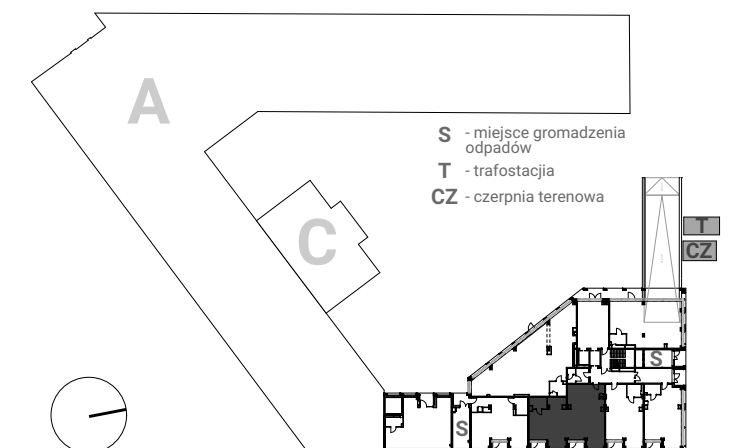 A
S - miejsce gromadzenia
odpadów
T - trafostacjia
CZ - czerpnia terenowa
C
T
CZ
S
S